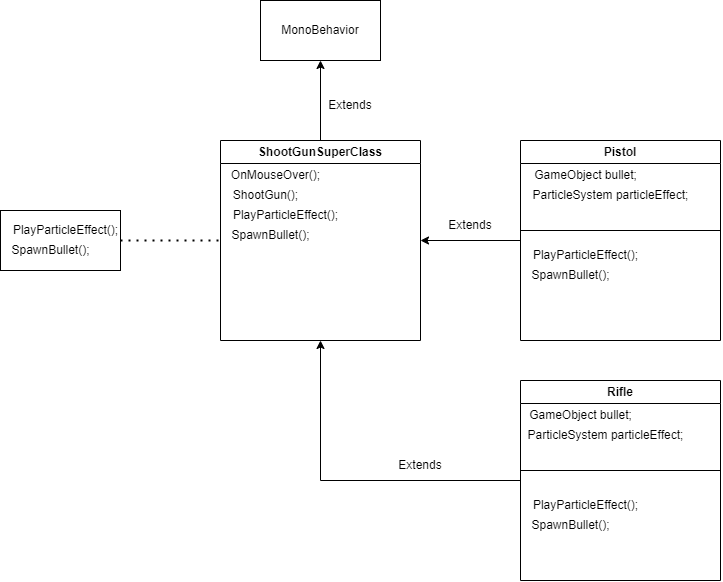 MonoBehavior
Extends
ShootGunSuperClass
OnMouseOver();
ShootGun();
PlayParticleEffect();
SpawnBullet();
PlayParticleEffect();
SpawnBullet();
Extends
Pistol
GameObject bullet;
ParticleSystem particleEffect;
PlayParticleEffect();
SpawnBullet();
Extends
Rifle
GameObject bullet;
ParticleSystem particleEffect;
PlayParticleEffect();
SpawnBullet();